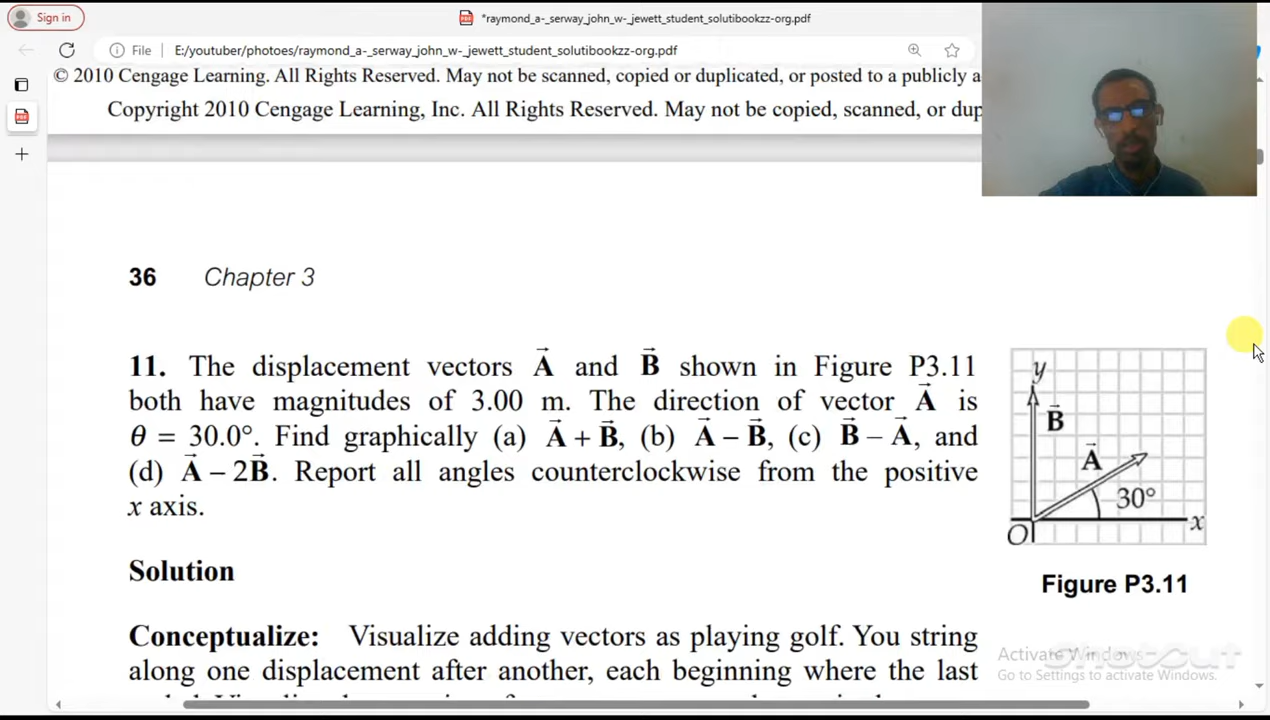 Sign in
*raymond_a-_serway_john_w-_jewett_student_solutibookzz-org.pdf
File E:/youtuber/photoes/raymond_a-_serway_john_w-_jewett_student_solutibookzz-org.pdf
© 2010 Cengage Learning. All Rights Reserved. May not be scanned, copied or duplicated, or posted to a publicly a
Copyright 2010 Cengage Learning, Inc. All Rights Reserved. May not be copied, scanned, or dup
36 Chapter 3
11. The displacement vectors A⃗ and B⃗ shown in Figure P3.11
both have magnitudes of 3.00 m. The direction of vector A⃗ is
θ = 30.0°. Find graphically (a) A⃗ + B⃗, (b) A⃗ – B⃗, (c) B⃗ – A⃗, and
(d) A⃗ – 2B⃗. Report all angles counterclockwise from the positive
x axis.
y
B⃗
A⃗
30°
O
x
Figure P3.11
Solution
Conceptualize: Visualize adding vectors as playing golf. You string
along one displacement after another, each beginning where the last
Activate Windows
Go to Settings to activate Windows.
shotcut